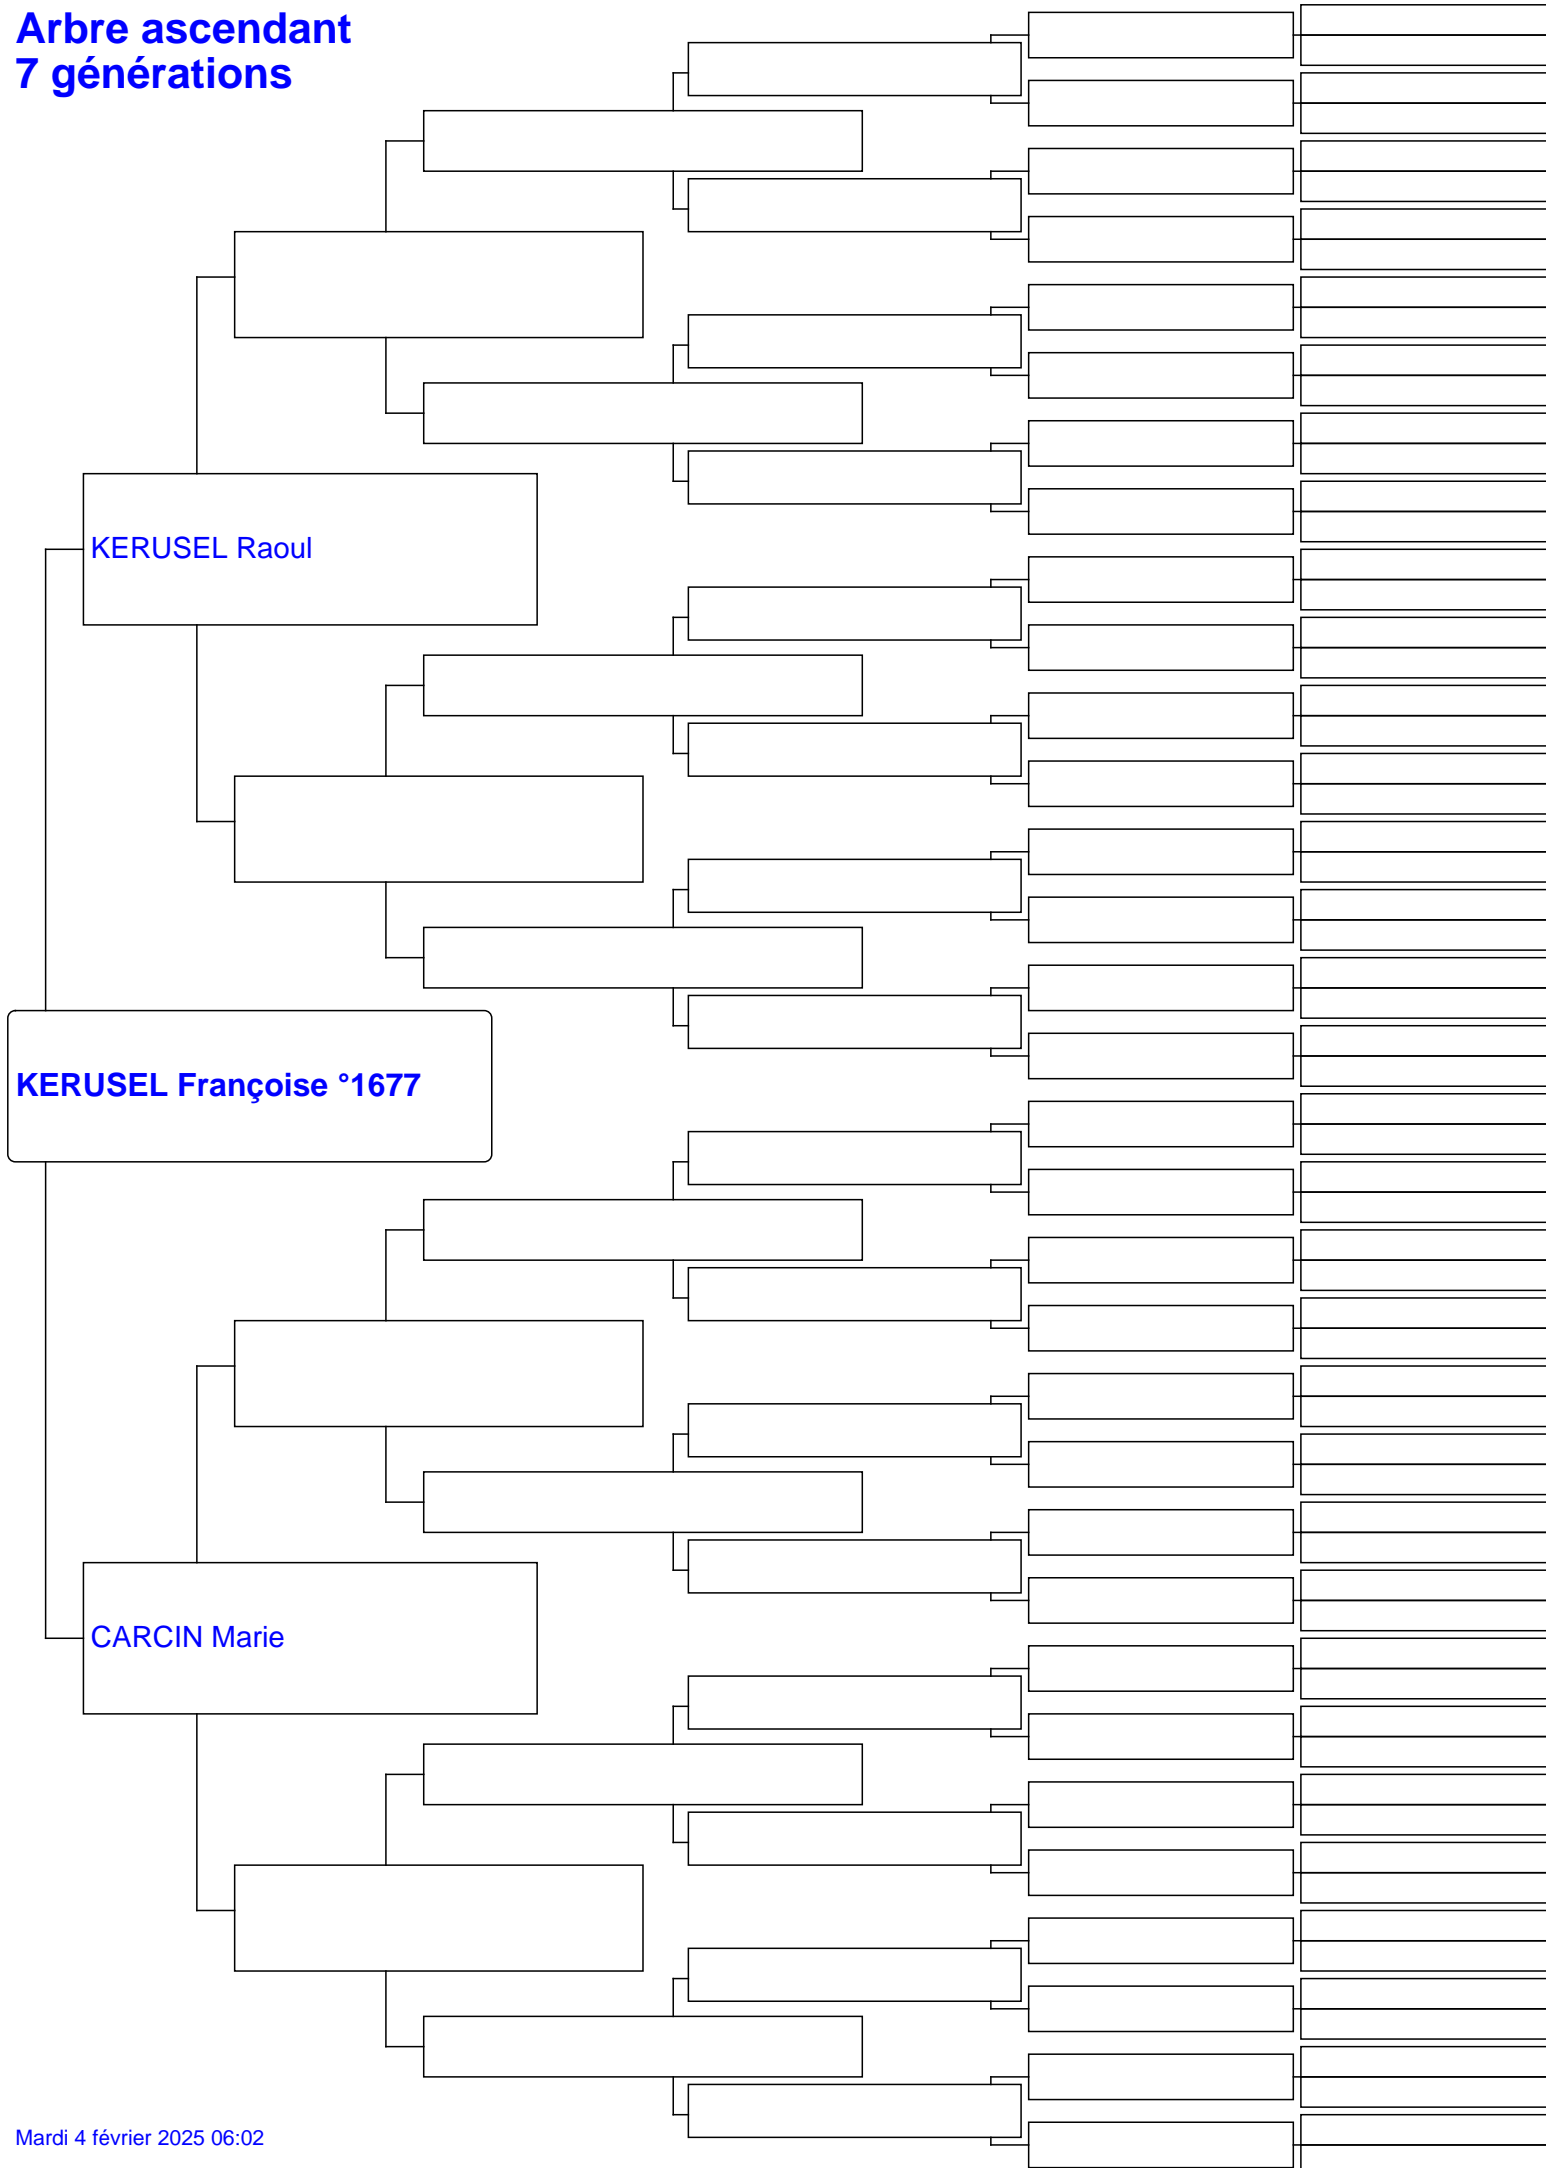 Arbre ascendant
7 générations
KERUSEL Raoul
KERUSEL Françoise °1677
CARCIN Marie
Mardi 4 février 2025 06:02